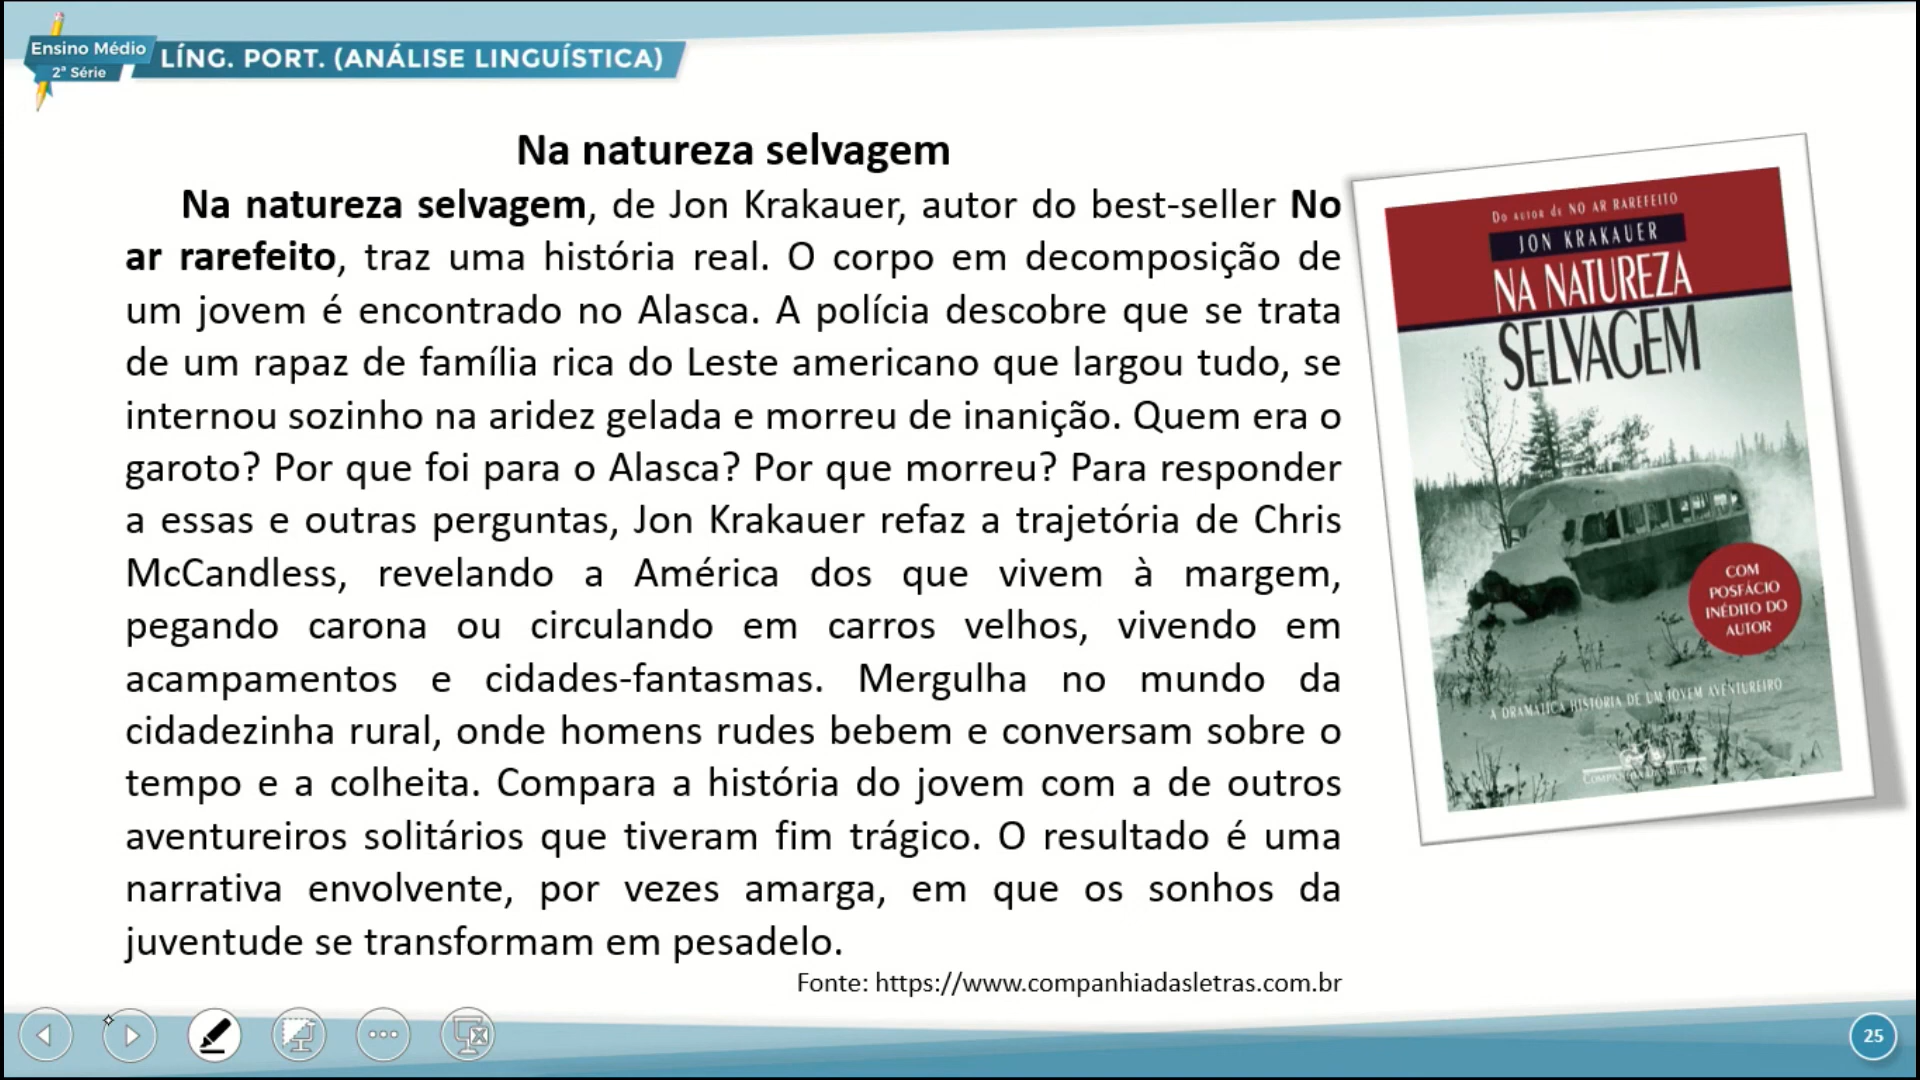 Ensino Médio
2ª Série
LÍNG. PORT. (ANÁLISE LINGUÍSTICA)
Na natureza selvagem
Na natureza selvagem, de Jon Krakauer, autor do best-seller No
ar rarefeito, traz uma história real. O corpo em decomposição de
um jovem é encontrado no Alasca. A polícia descobre que se trata
de um rapaz de família rica do Leste americano que largou tudo, se
internou sozinho na aridez gelada e morreu de inanição. Quem era o
garoto? Por que foi para o Alasca? Por que morreu? Para responder
a essas e outras perguntas, Jon Krakauer refaz a trajetória de Chris
McCandless, revelando a América dos que vivem à margem,
pegando carona ou circulando em carros velhos, vivendo em
acampamentos e cidades-fantasmas. Mergulha no mundo da
cidadezinha rural, onde homens rudes bebem e conversam sobre o
tempo e a colheita. Compara a história do jovem com a de outros
aventureiros solitários que tiveram fim trágico. O resultado é uma
narrativa envolvente, por vezes amarga, em que os sonhos da
juventude se transformam em pesadelo.
Fonte: https://www.companhiadasletras.com.br
Do autor de NO AR RAREFEITO
JON KRAKAUER
NA NATUREZA
SELVAGEM
COM
POSFÁCIO
INÉDITO DO
AUTOR
A DRAMÁTICA HISTÓRIA DE UM JOVEM AVENTUREIRO
25